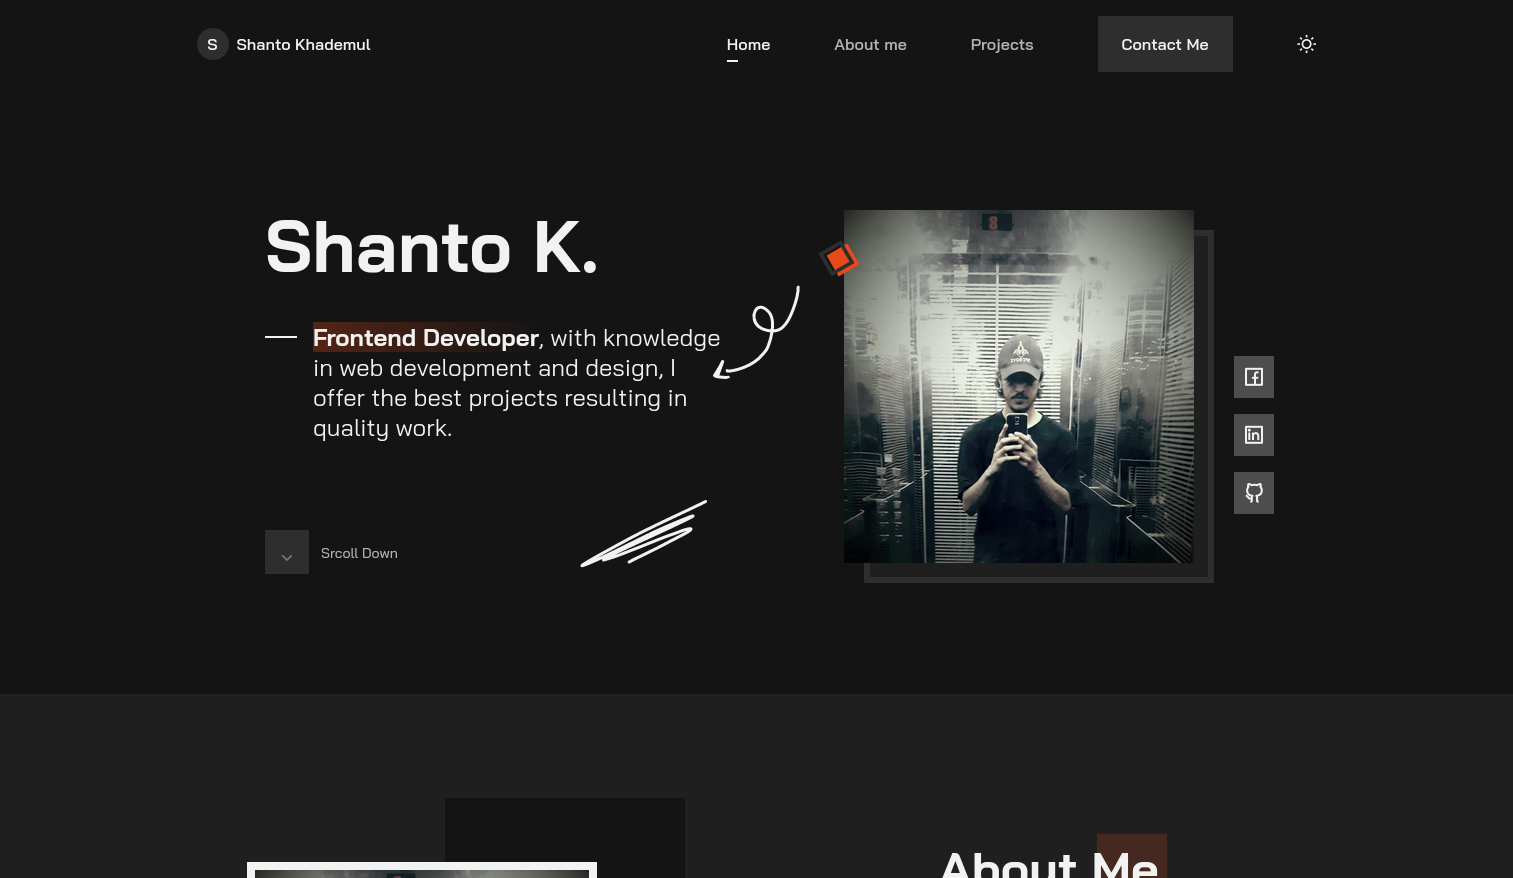 S Shanto Khademul
Home
About me
Projects
Contact Me
Shanto K.
Frontend Developer, with knowledge
in web development and design, I
offer the best projects resulting in
quality work.
8
Srcoll Down
About Me